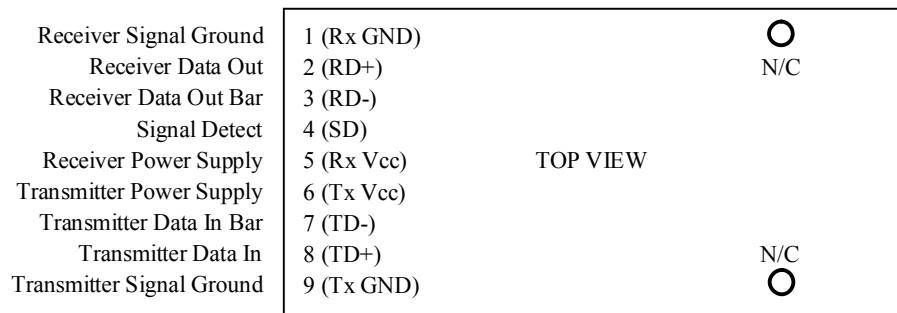 Receiver Signal Ground 1 (Rx GND)
Receiver Data Out 2 (RD+) N/C
Receiver Data Out Bar 3 (RD-)
Signal Detect 4 (SD)
Receiver Power Supply 5 (Rx Vcc) TOP VIEW
Transmitter Power Supply 6 (Tx Vcc)
Transmitter Data In Bar 7 (TD-)
Transmitter Data In 8 (TD+) N/C
Transmitter Signal Ground 9 (Tx GND)